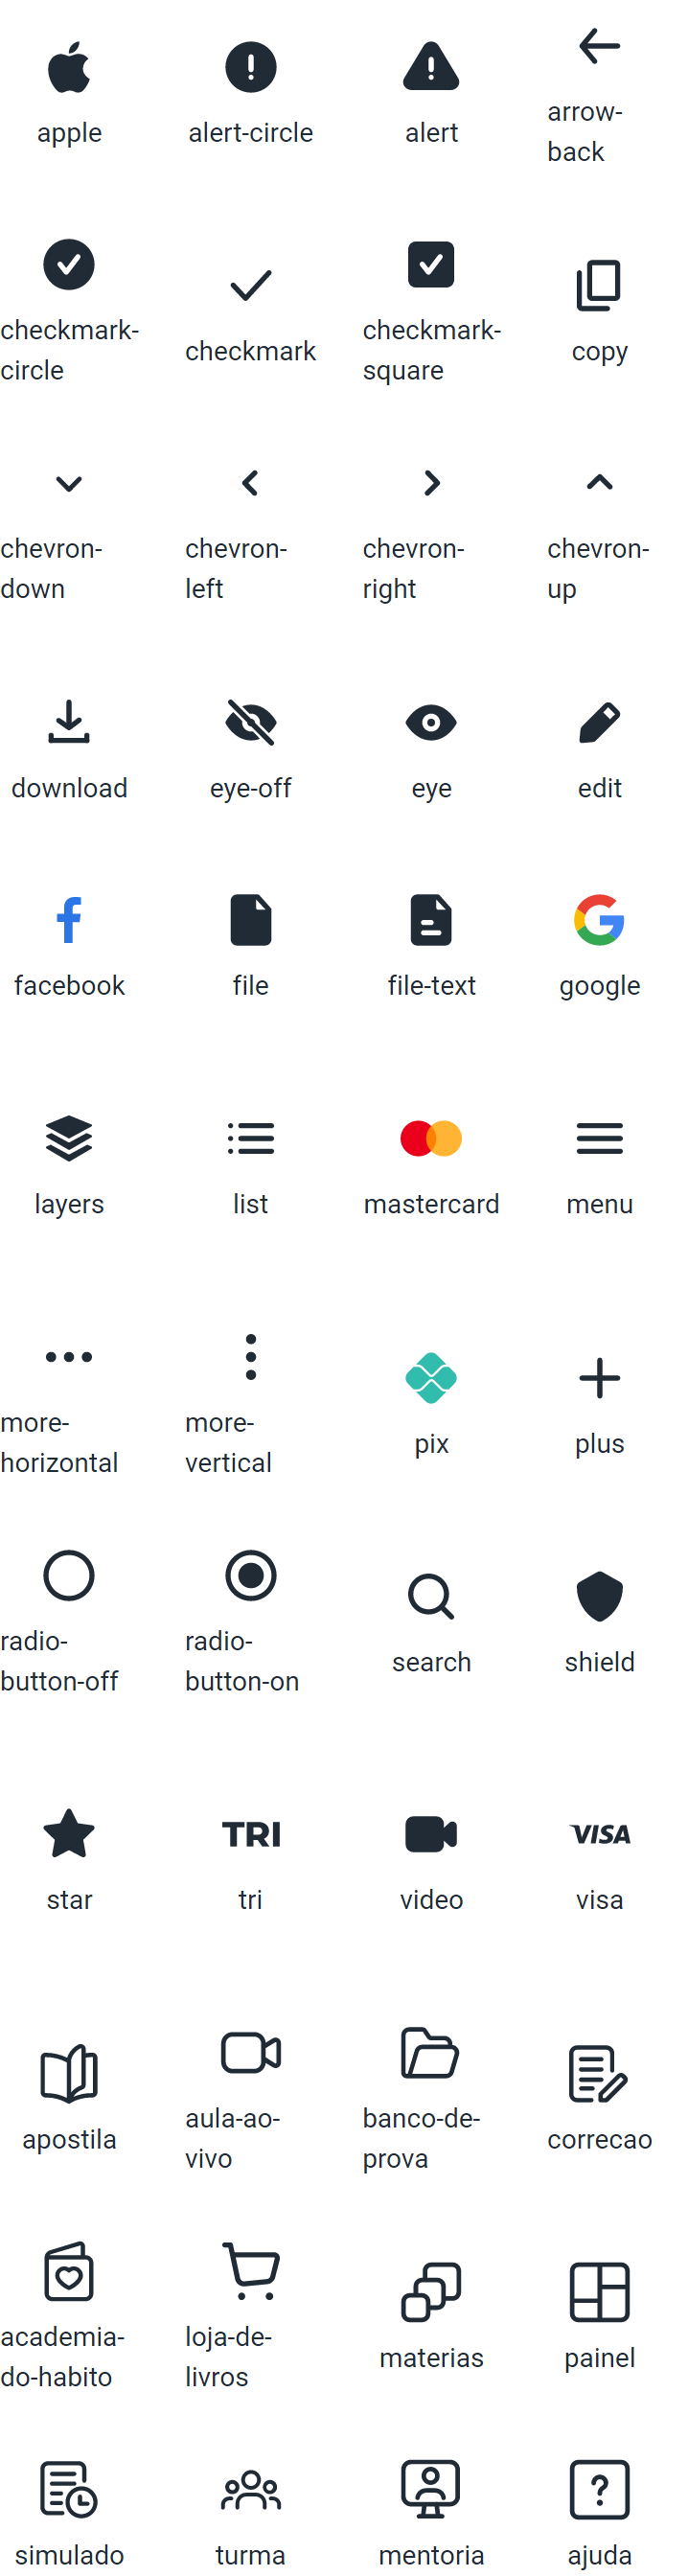 apple
alert-circle
alert
arrow-
back
checkmark-
circle
checkmark
checkmark-
square
copy
chevron-
down
chevron-
left
chevron-
right
chevron-
up
download
eye-off
eye
edit
facebook
file
file-text
google
layers
list
mastercard
menu
more-
horizontal
more-
vertical
pix
plus
radio-
button-off
radio-
button-on
search
shield
star
TRI
tri
video
VISA
visa
apostila
aula-ao-
vivo
banco-de-
prova
correcao
academia-
do-habito
loja-de-
livros
materias
painel
simulado
turma
mentoria
?
ajuda